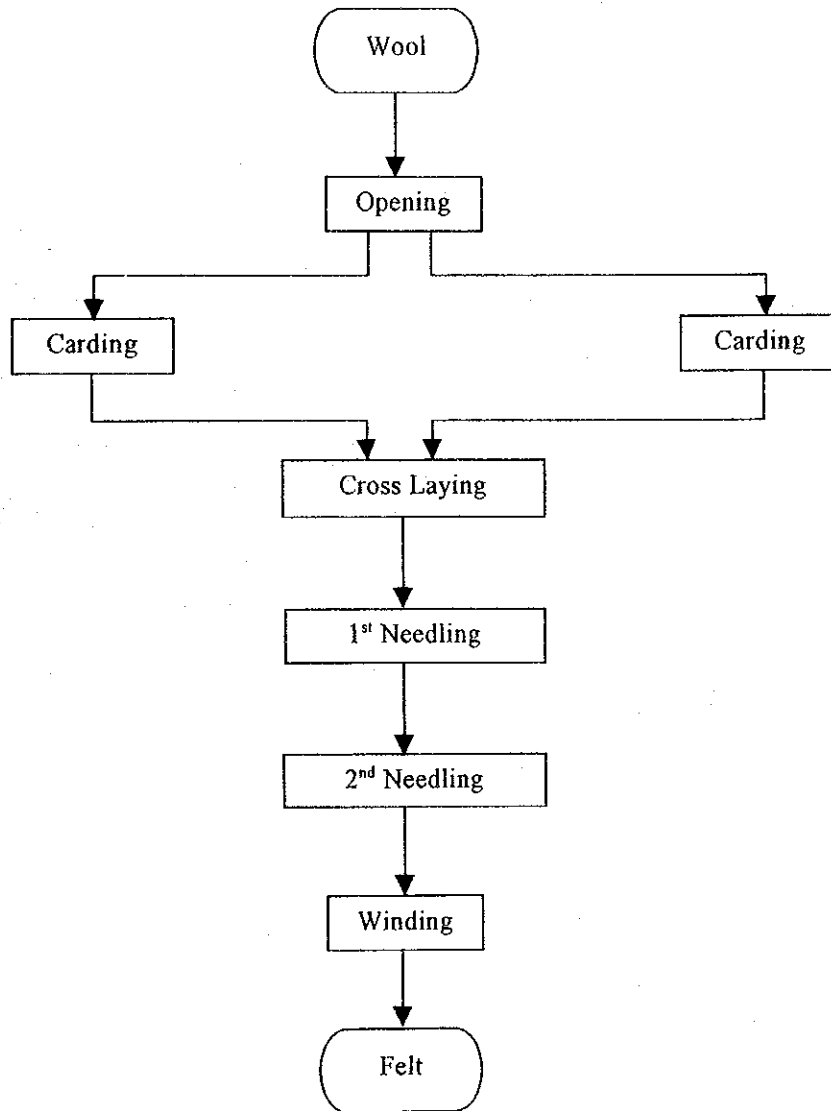 Wool
Opening
Carding
Carding
Cross Laying
1st Needling
2nd Needling
Winding
Felt